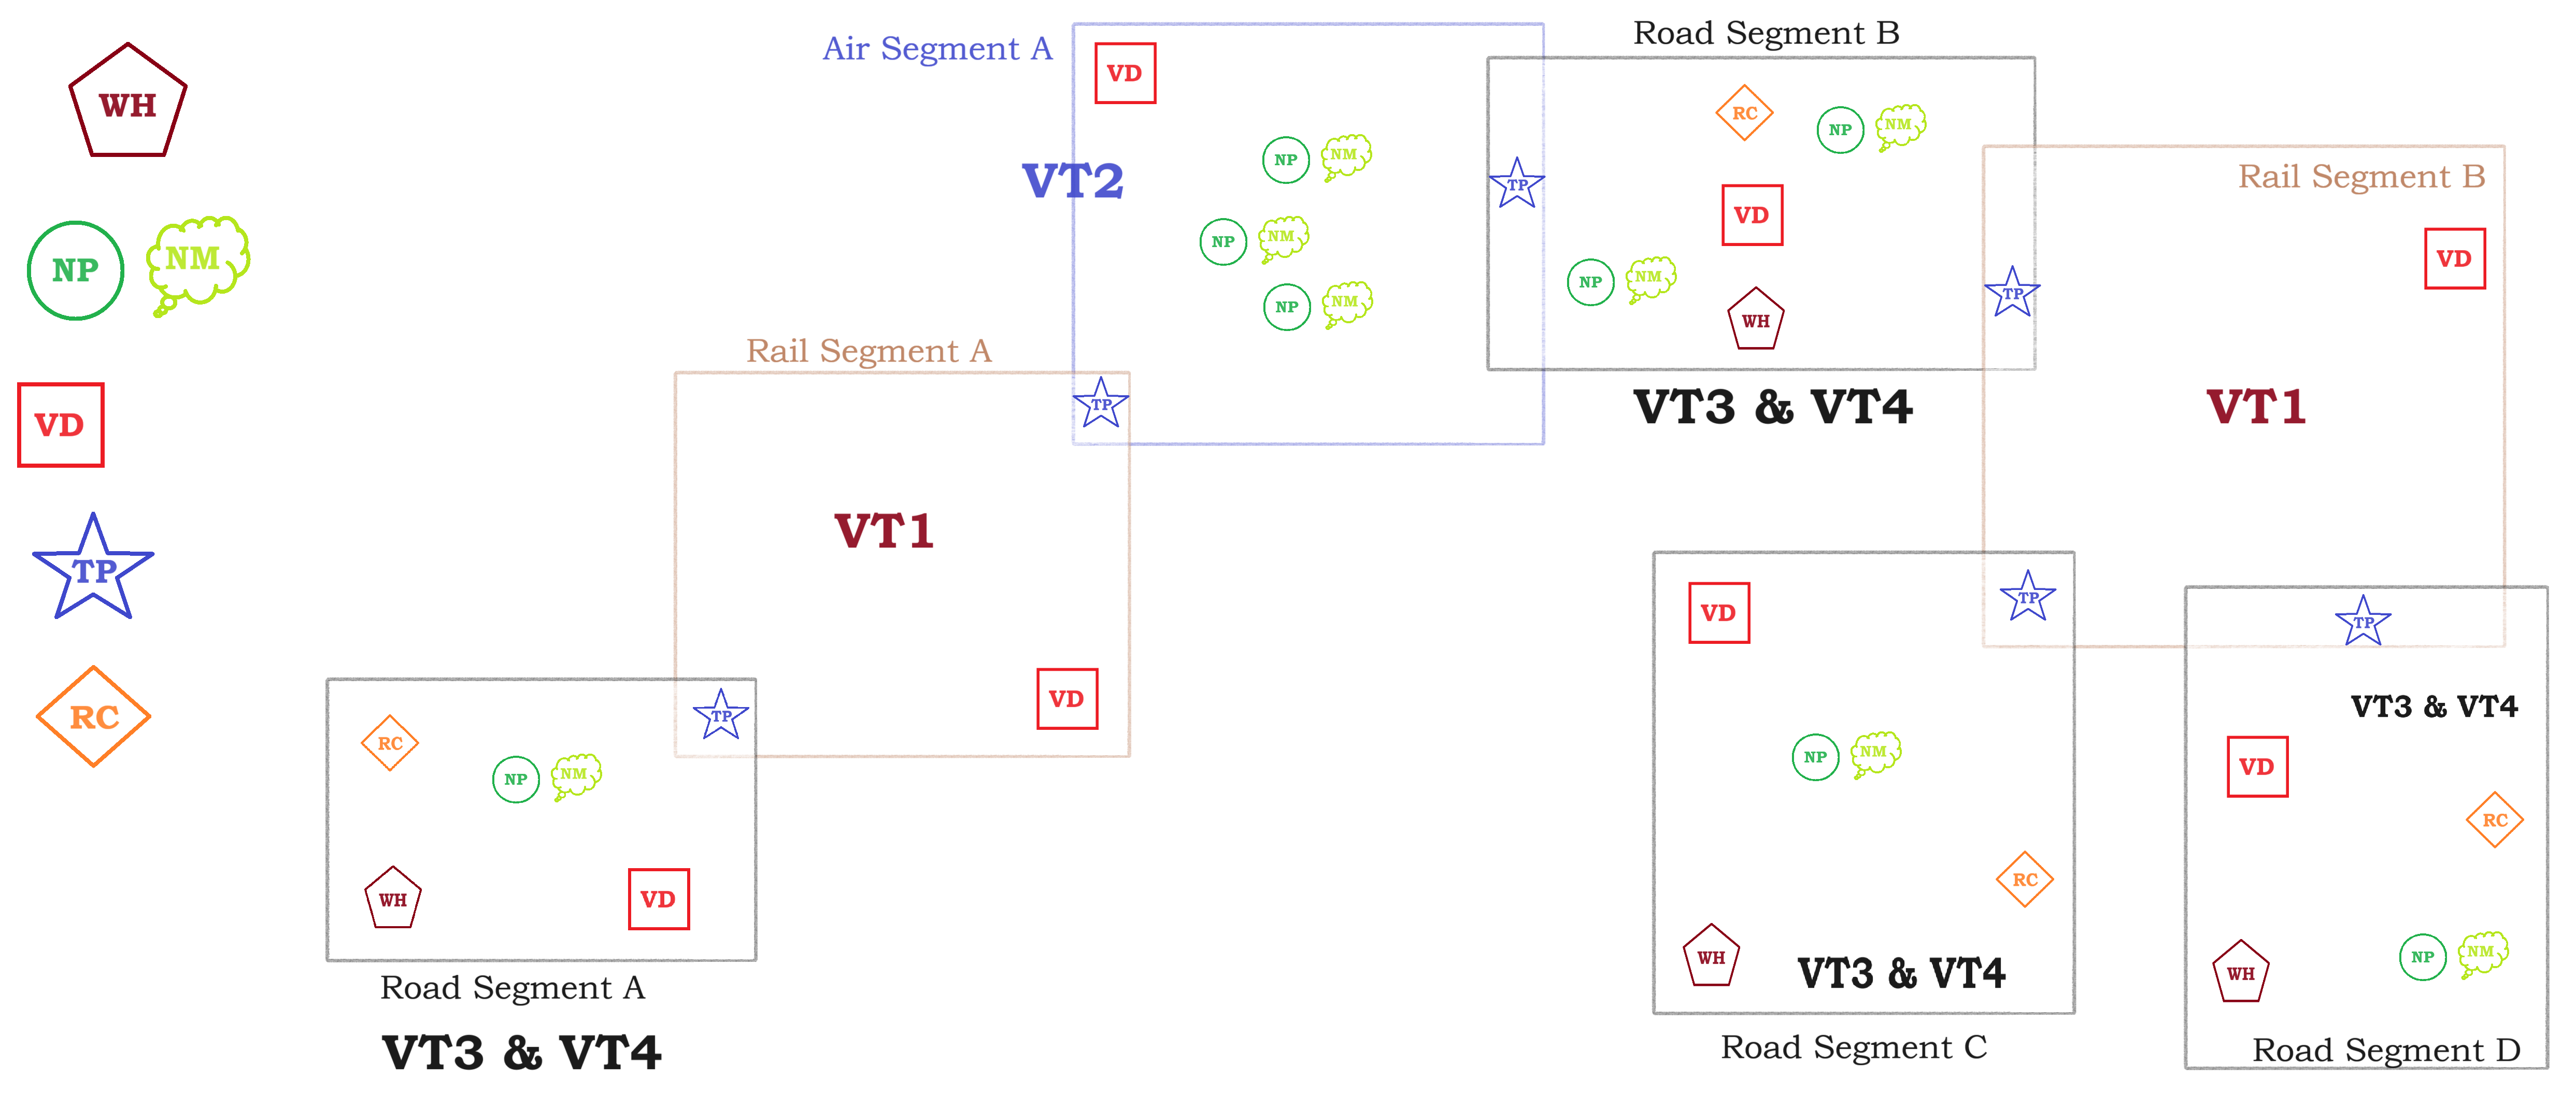 WH
NP
NM
VD
TP
RC
Air Segment A
VD
VT2
NP
NM
NP
NM
NP
NM
TP
Road Segment B
RC
NP
NM
TP
VD
NP
NM
WH
TP
VT3 & VT4
Rail Segment B
VD
VT1
Rail Segment A
VT1
VD
TP
RC
NP
NM
WH
VD
Road Segment A
VT3 & VT4
VD
TP
NP
NM
RC
WH
VT3 & VT4
Road Segment C
TP
VT3 & VT4
VD
RC
NP
NM
WH
Road Segment D